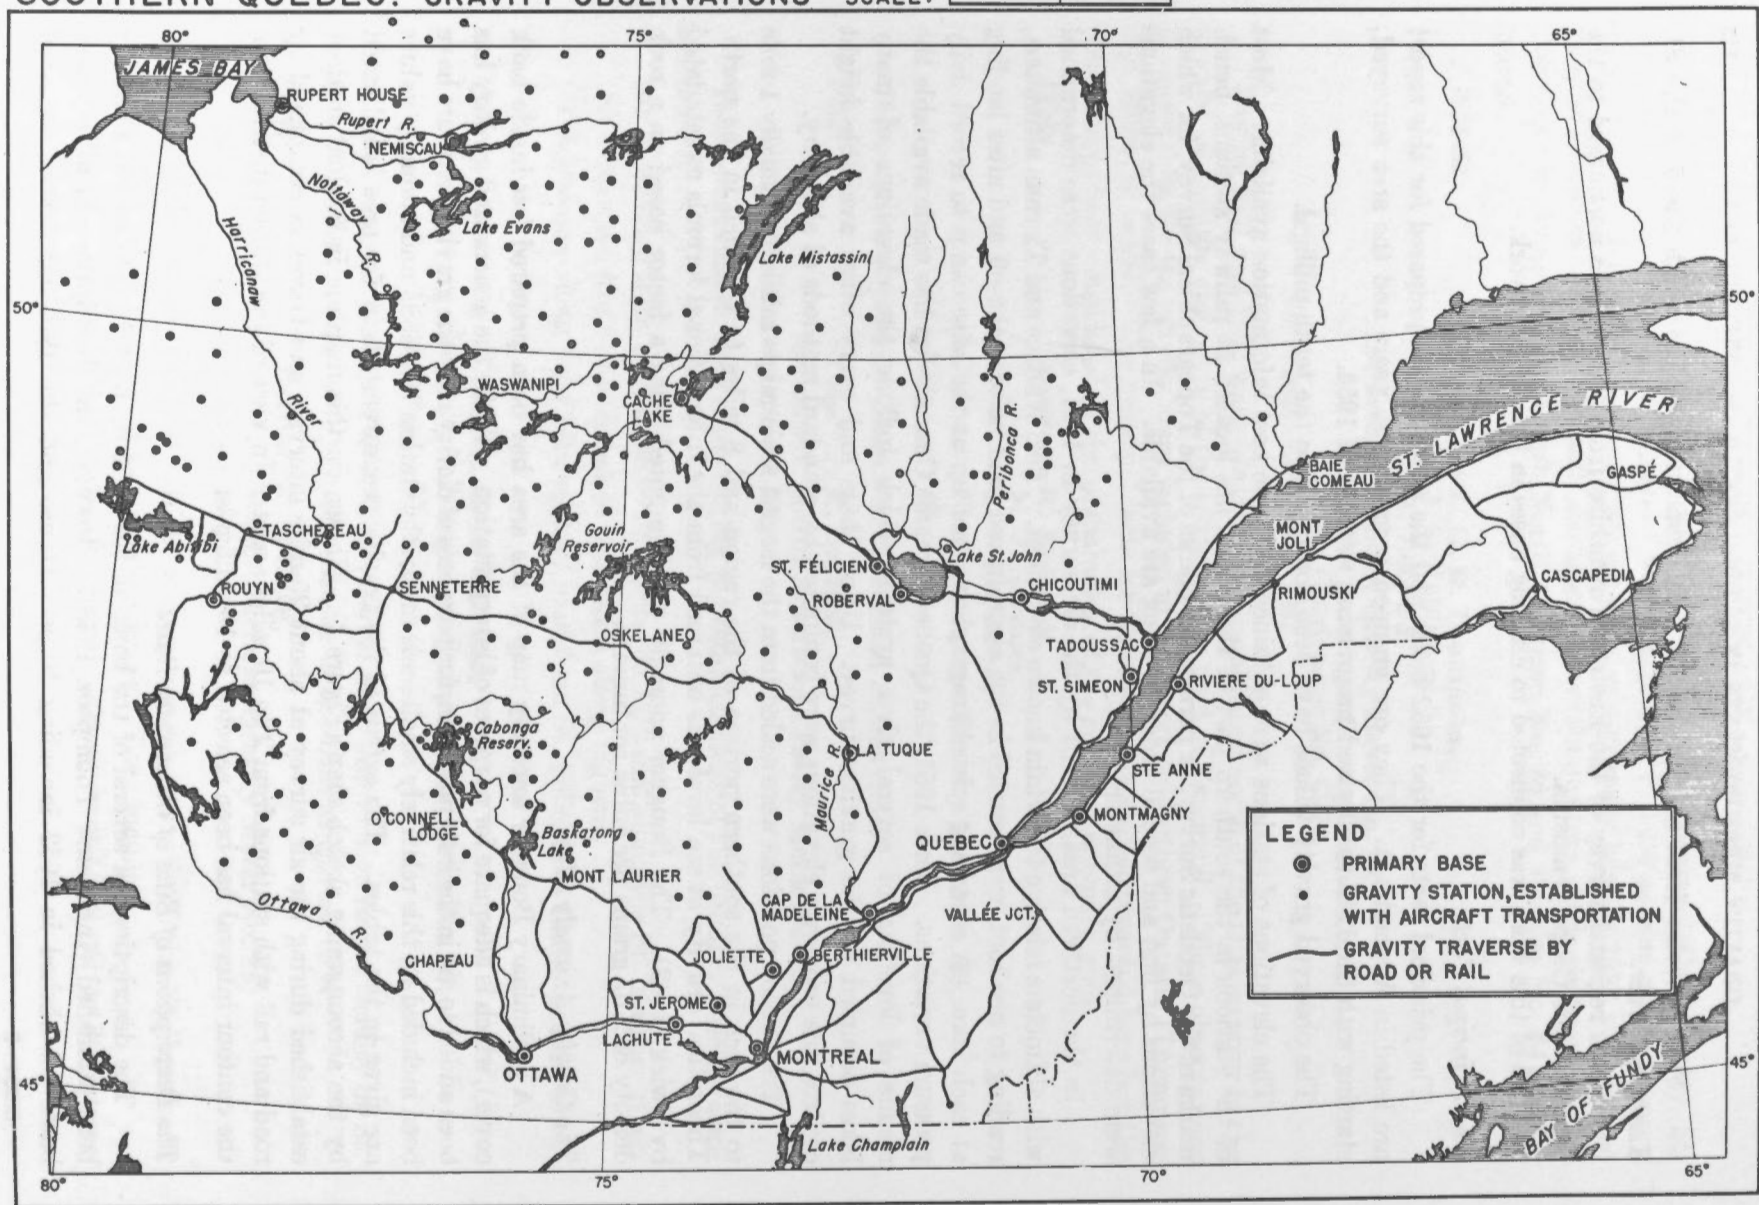 SOUTHERN QUEBEC: GRAVITY OBSERVATIONS SCALE:
80°
75°
70°
65°
JAMES BAY
RUPERT HOUSE
Rupert R.
NEMISCAU
Nottaway R.
Harricanaw River
Lake Evans
Lake Mistassini
50°
50°
WASWANIPI
CACHE
LAKE
Peribonca R.
ST. LAWRENCE RIVER
BAIE
COMEAU
GASPÉ
MONT
JOLI
TASCHEREAU
Lake Abitibi
Gouin
Reservoir
Lake St. John
ST. FÉLICIEN
CHICOUTIMI
CASCAPEDIA
ROUYN
SENNETERRE
ROBERVAL
RIMOUSKI
OSKELANEO
TADOUSSAC
ST. SIMEON
RIVIERE DU-LOUP
Cabonga
Reserv.
LA TUQUE
Maurice R.
STE ANNE
O'CONNELL
LODGE
Baskatong
Lake
MONTMAGNY
QUEBEC
MONT LAURIER
CAP DE LA
MADELEINE
VALLÉE JCT.
Ottawa R.
CHAPEAU
JOLIETTE
BERTHIERVILLE
ST. JEROME
LACHUTE
MONTREAL
OTTAWA
Lake Champlain
LEGEND
PRIMARY BASE
GRAVITY STATION, ESTABLISHED
WITH AIRCRAFT TRANSPORTATION
GRAVITY TRAVERSE BY
ROAD OR RAIL
BAY OF FUNDY
45°
45°
80°
75°
70°
65°